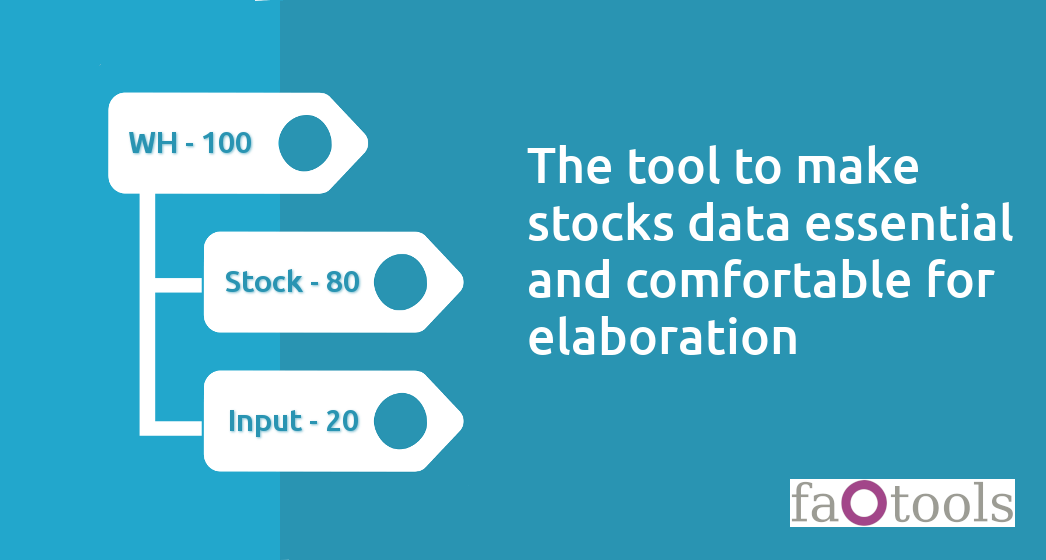 WH - 100
Stock - 80
Input - 20
The tool to make
stocks data essential
and comfortable for
elaboration
faOtools